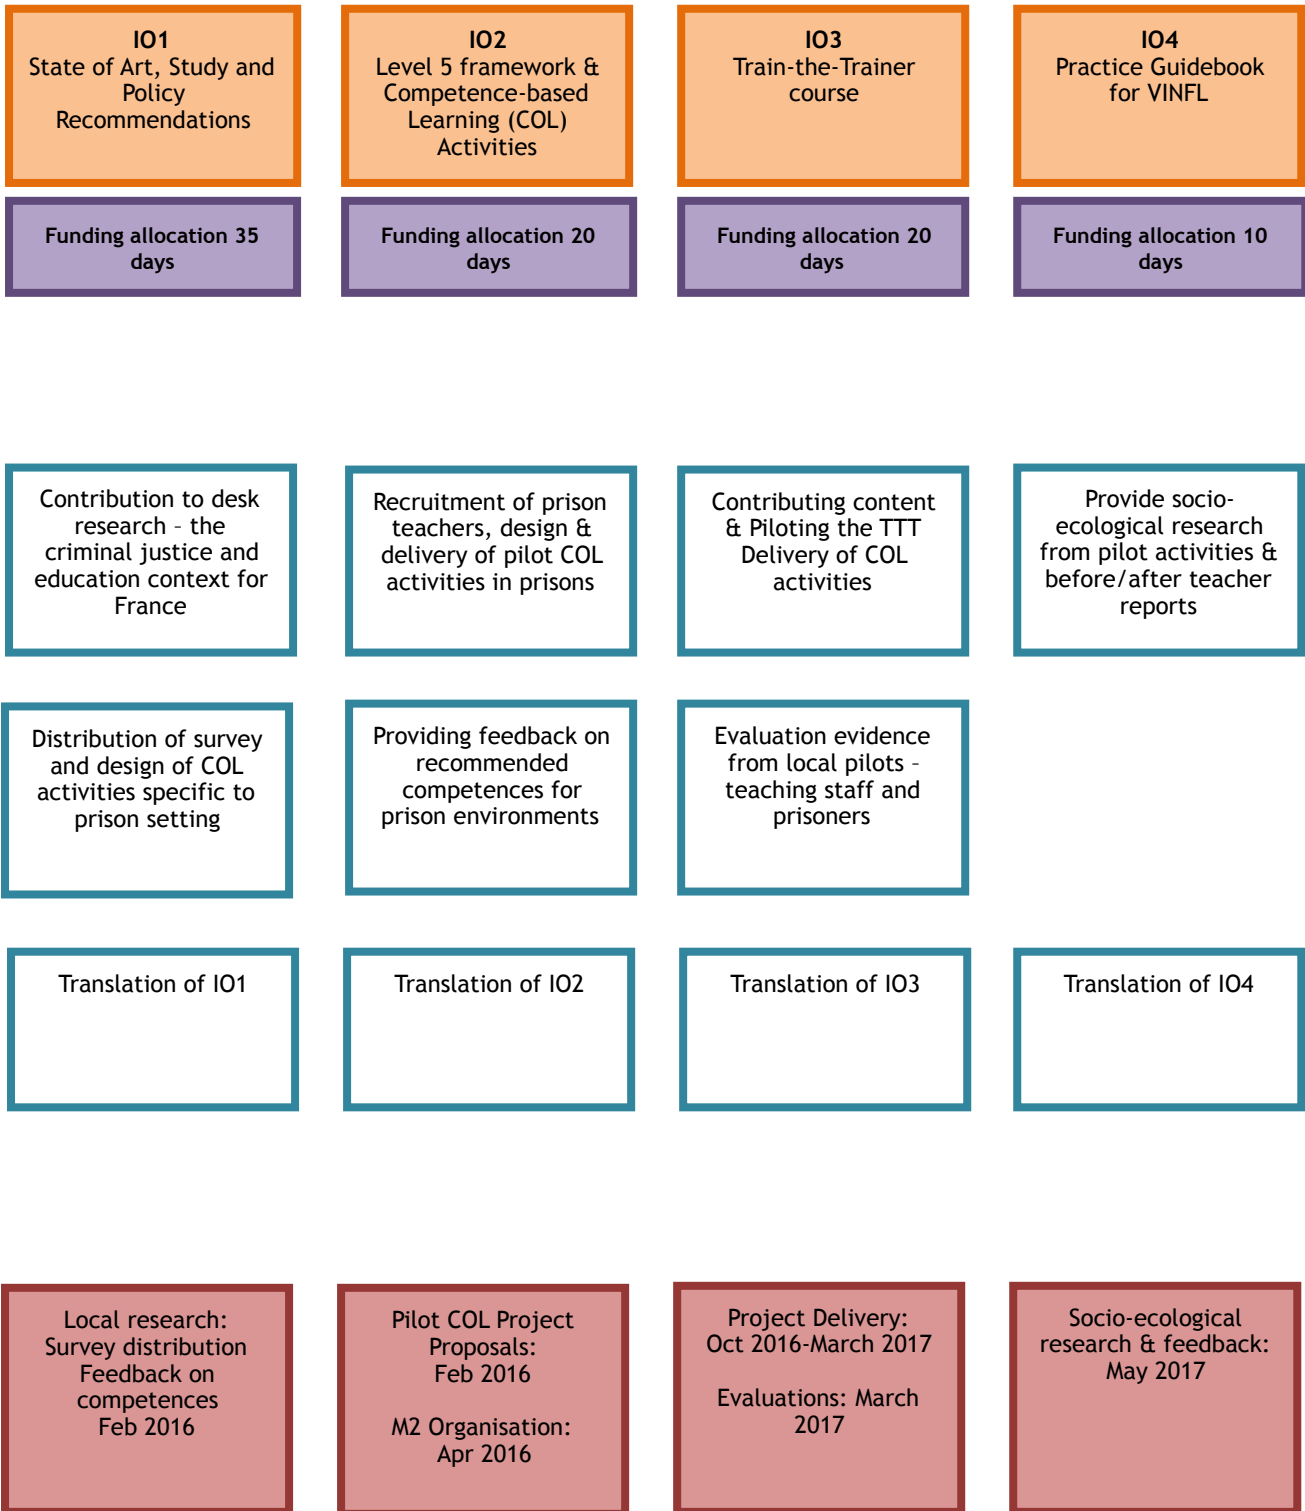 IO1
State of Art, Study and
Policy
Recommendations
IO2
Level 5 framework &
Competence-based
Learning (COL)
Activities
IO3
Train-the-Trainer
course
IO4
Practice Guidebook
for VINFL
Funding allocation 35
days
Funding allocation 20
days
Funding allocation 20
days
Funding allocation 10
days
Contribution to desk
research – the
criminal justice and
education context for
France
Recruitment of prison
teachers, design &
delivery of pilot COL
activities in prisons
Contributing content
& Piloting the TTT
Delivery of COL
activities
Provide socio-
ecological research
from pilot activities &
before/after teacher
reports
Distribution of survey
and design of COL
activities specific to
prison setting
Providing feedback on
recommended
competences for
prison environments
Evaluation evidence
from local pilots –
teaching staff and
prisoners
Translation of IO1
Translation of IO2
Translation of IO3
Translation of IO4
Local research:
Survey distribution
Feedback on
competences
Feb 2016
Pilot COL Project
Proposals:
Feb 2016
M2 Organisation:
Apr 2016
Project Delivery:
Oct 2016-March 2017
Evaluations: March
2017
Socio-ecological
research & feedback:
May 2017